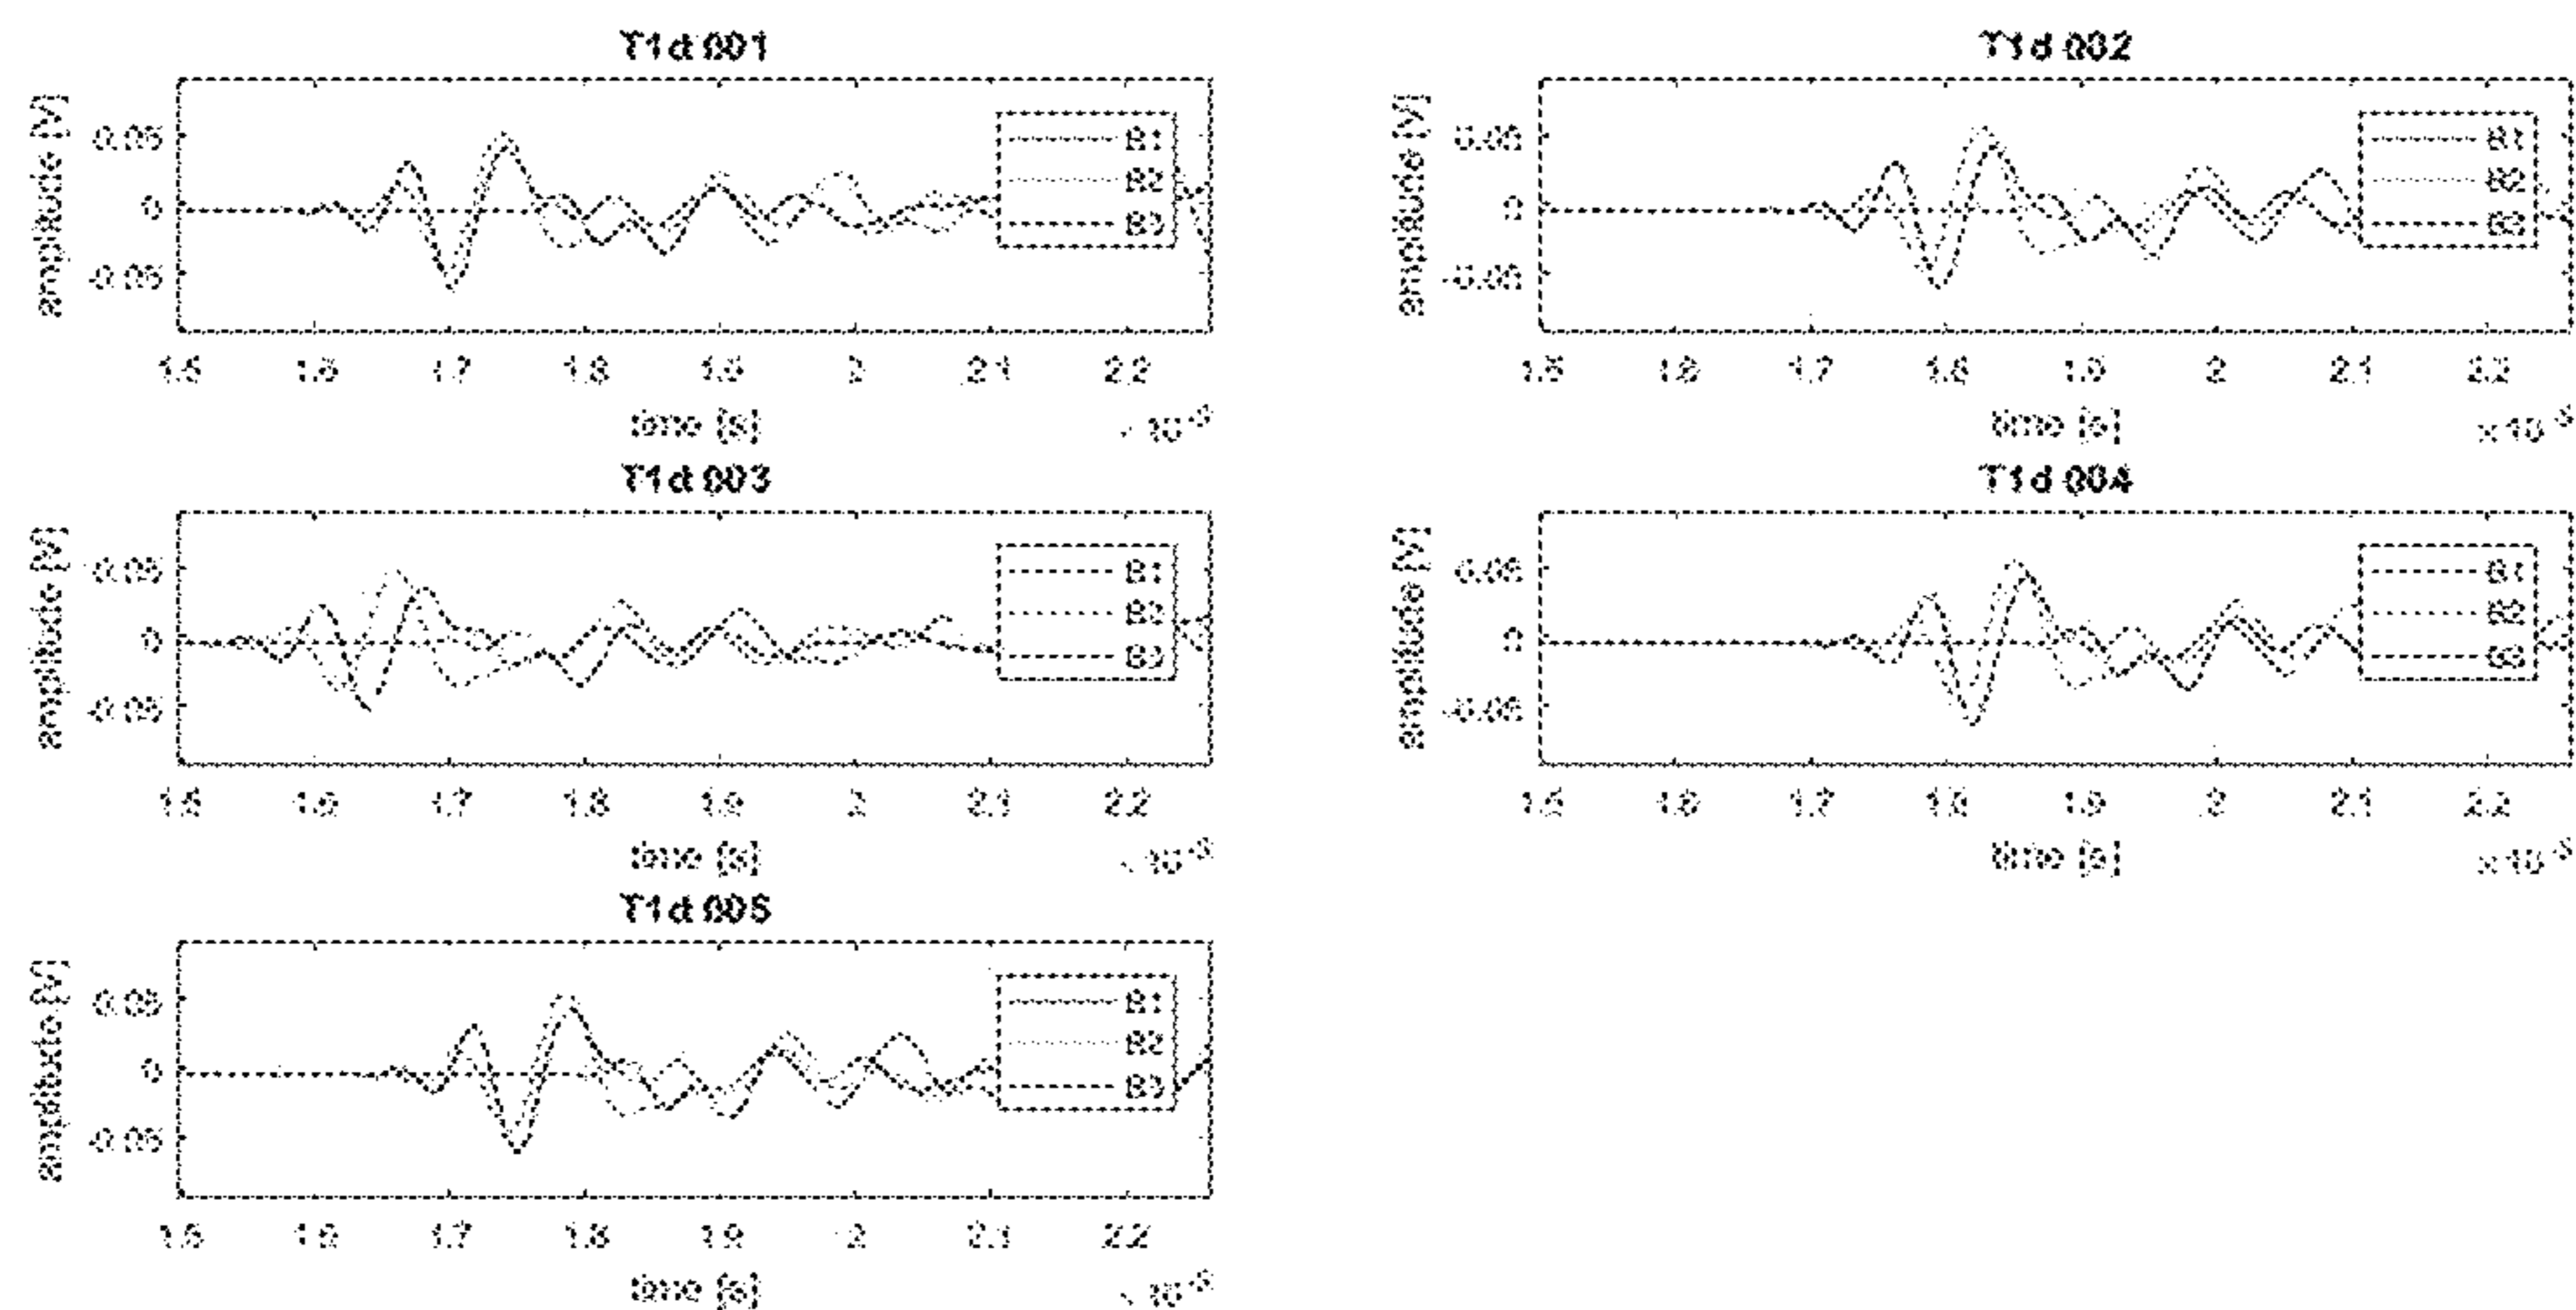 T1d 001
amplitude [V]
0.05
0
-0.05
B1
B2
B3
1.5 1.6 1.7 1.8 1.9 2 2.1 2.2
time [s]
T1d 002
amplitude [V]
0.05
0
-0.05
B1
B2
B3
1.5 1.6 1.7 1.8 1.9 2 2.1 2.2
time [s]
T1d 003
amplitude [V]
0.05
0
-0.05
B1
B2
B3
1.5 1.6 1.7 1.8 1.9 2 2.1 2.2
time [s]
T1d 004
amplitude [V]
0.05
0
-0.05
B1
B2
B3
1.5 1.6 1.7 1.8 1.9 2 2.1 2.2
time [s]
T1d 005
amplitude [V]
0.05
0
-0.05
B1
B2
B3
1.5 1.6 1.7 1.8 1.9 2 2.1 2.2
time [s]